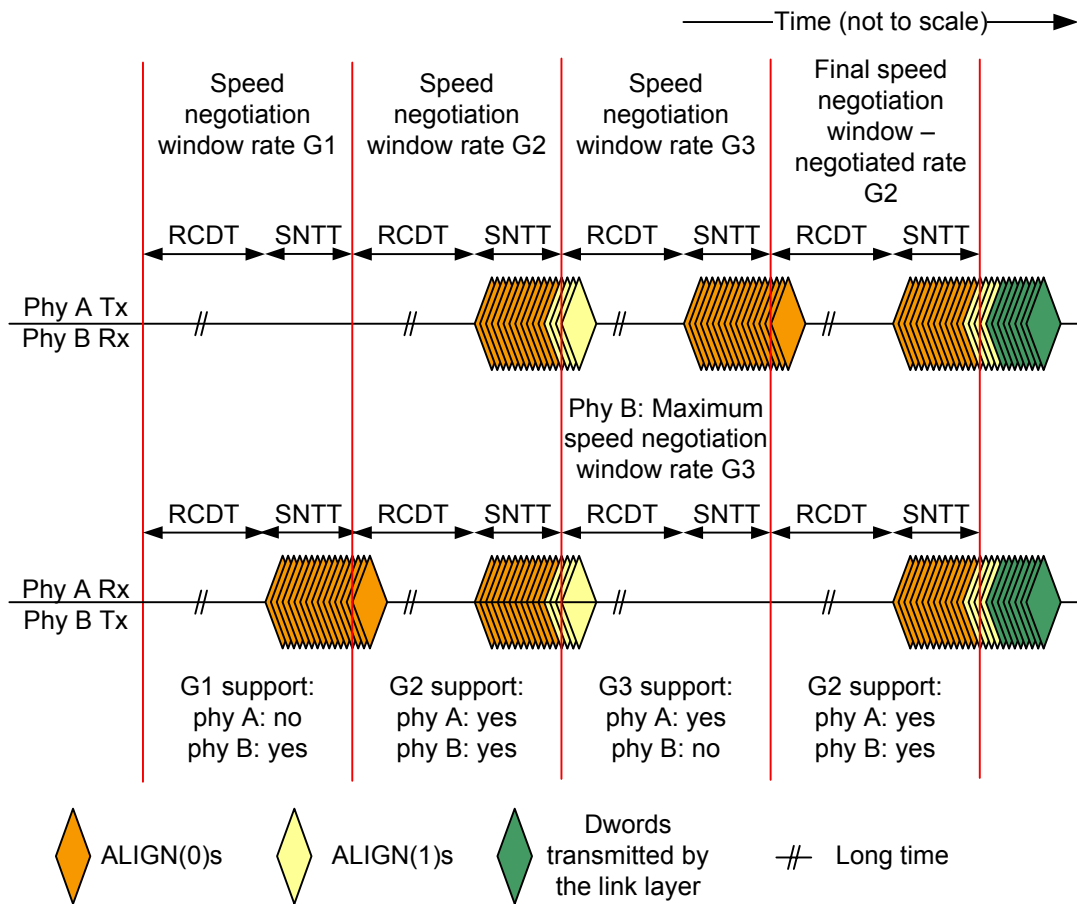 Time (not to scale)
Speed
negotiation
window rate G1
Speed
negotiation
window rate G2
Speed
negotiation
window rate G3
Final speed
negotiation
window –
negotiated rate
G2
RCDT SNTT RCDT SNTT RCDT SNTT RCDT SNTT
Phy A Tx
Phy B Rx
Phy B: Maximum
speed negotiation
window rate G3
RCDT SNTT RCDT SNTT RCDT SNTT RCDT SNTT
Phy A Rx
Phy B Tx
G1 support:
phy A: no
phy B: yes
G2 support:
phy A: yes
phy B: yes
G3 support:
phy A: yes
phy B: no
G2 support:
phy A: yes
phy B: yes
ALIGN(0)s
ALIGN(1)s
Dwords
transmitted by
the link layer
Long time